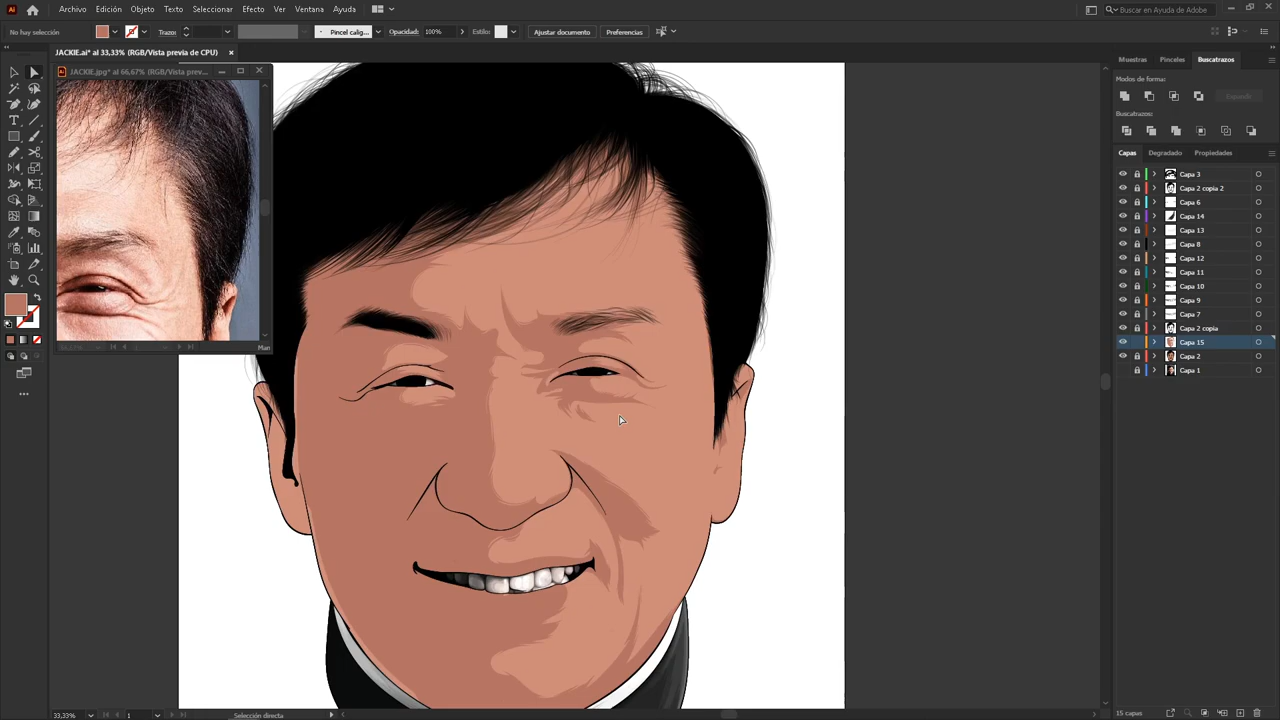 Ai Archivo Edición Objeto Texto Seleccionar Efecto Ver Ventana Ayuda Buscar en Ayuda de Adobe
No hay selección Trazo: Pincel calig... Opacidad: 100% Estilo: Ajustar documento Preferencias
JACKIE.ai* al 33,33% (RGB/Vista previa de CPU)
JACKIE.jpg* al 66,67% (RGB/Vista prev...
Muestras Pinceles Buscatrazos
Modos de forma:
Expandir
Buscatrazos:
Capas Degradado Propiedades
Capa 3
Capa 2 copia 2
Capa 6
Capa 14
Capa 13
Capa 8
Capa 12
Capa 11
Capa 10
Capa 9
Capa 7
Capa 2 copia
Capa 15
Capa 2
Capa 1
Man
33,33% 1 Selección directa 15 capas